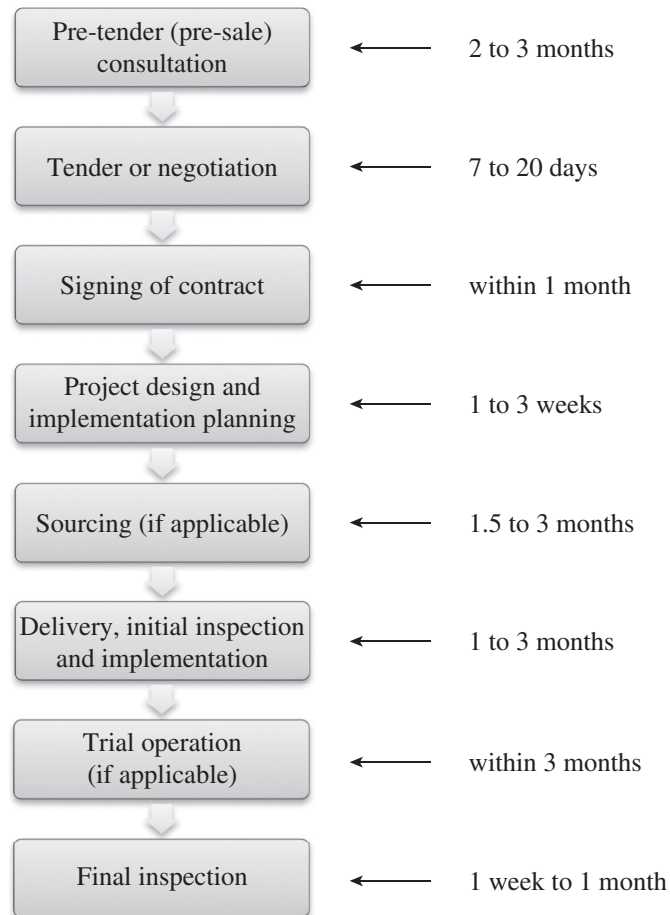 Pre-tender (pre-sale)
consultation
2 to 3 months
Tender or negotiation
7 to 20 days
Signing of contract
within 1 month
Project design and
implementation planning
1 to 3 weeks
Sourcing (if applicable)
1.5 to 3 months
Delivery, initial inspection
and implementation
1 to 3 months
Trial operation
(if applicable)
within 3 months
Final inspection
1 week to 1 month